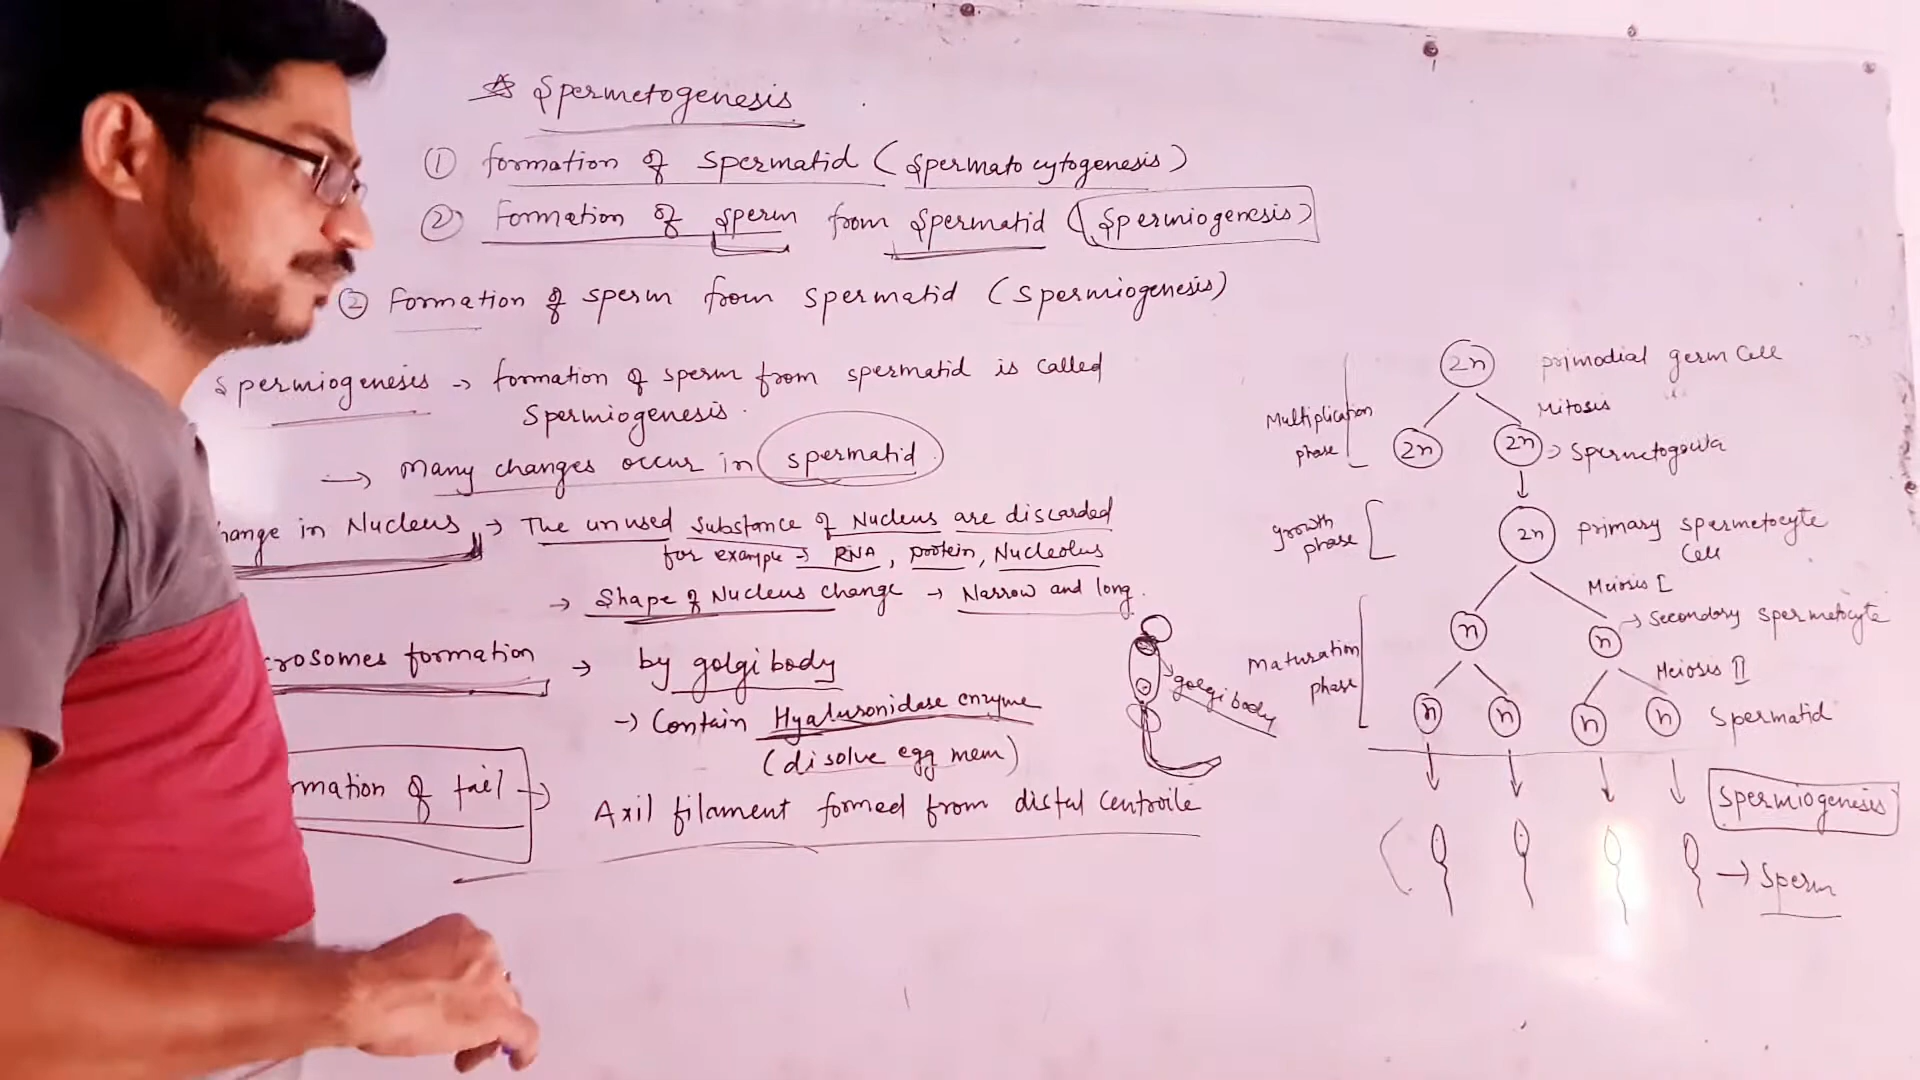 Spermetogenesis
① formation of spermatid (Spermato cytogenesis)
② Formation of sperm from spermatid (Spermiogenesis)
② Formation of sperm from spermatid (Spermiogenesis)
Spermiogenesis → formation of sperm from spermatid is called
Spermiogenesis.
→ Many changes occur in spermatid
hange in Nucleus → The unused substance of Nucleus are discarded
for example → RNA, protein, Nucleolus
→ Shape of Nucleus change → Narrow and long.
crosomes formation → by golgi body
→ Contain Hyaluronidase enzyme
(disolve egg mem)
rmation of tail → Axil filament formed from distal centroile
golgi body
2n primodial germ cell
Mitosis
Multiplication
phase
2n 2n → Spermetogonia
growth
phase
2n primary spermetocyte
cell
Meiosis I
n n → Secondary spermetocyte
Maturation
phase
Meiosis II
n n n n Spermatid
Spermiogenesis
→ Sperm